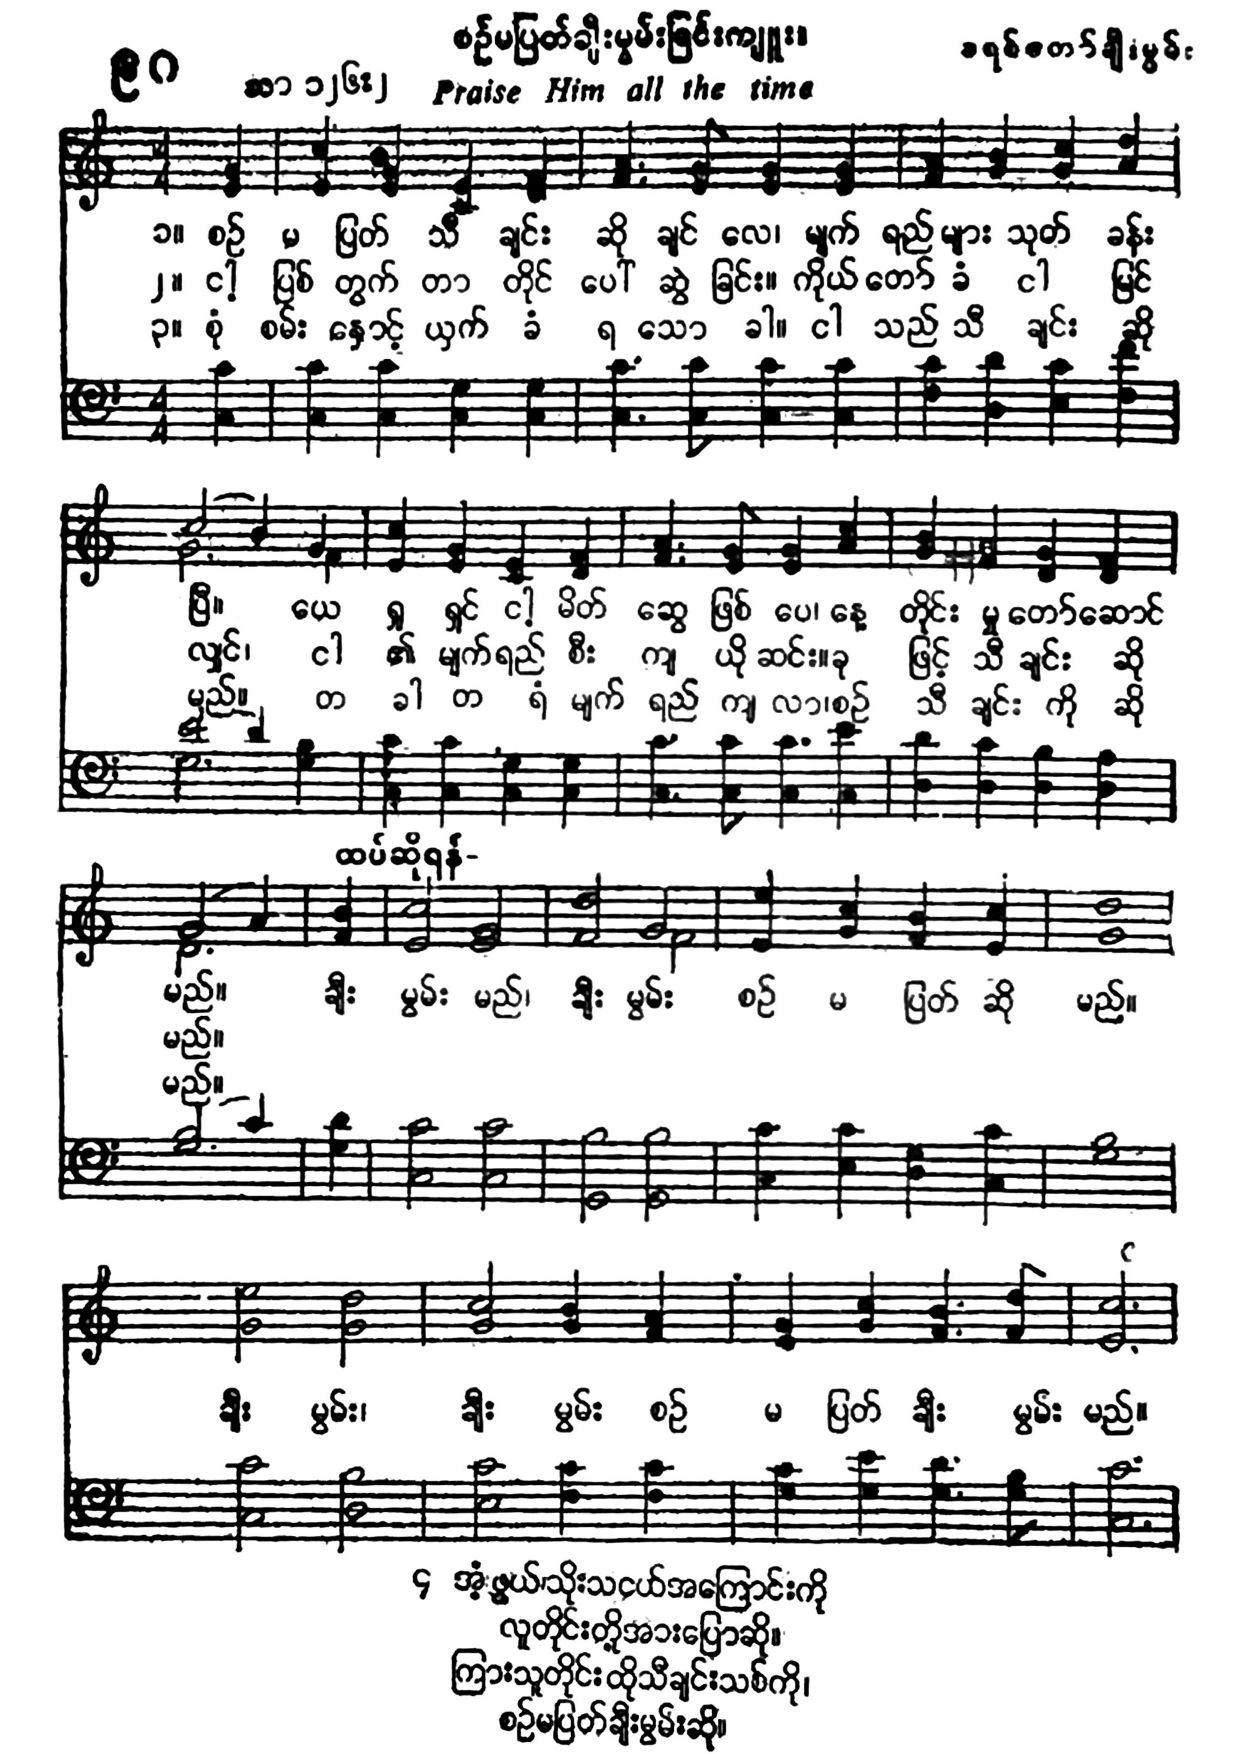 ၉၈
စဉ်မပြတ်ချီးမွမ်းခြင်းကျူး။
ခရစ်တော်ချီးမွမ်း
ဆာ ၁၂၆း၂ Praise Him all the time
၁။ စဉ် မ ပြတ် သီ ချင်း ဆို ချင် လေ၊ မျက် ရည် များ သုတ် ခန်း
၂။ ငါ့ ပြစ် တွက် တာ တိုင် ပေါ် ဆွဲ ခြင်း။ ကိုယ် တော် ခံ ငါ မြင်
၃။ စုံ စမ်း နှောင့် ယှက် ခံ ရ သော ခါ။ ငါ သည် သီ ချင်း ဆို
ပြီ။ ယေ ရှု ရှင် ငါ့ မိတ် ဆွေ ဖြစ် ပေ၊ နေ့ တိုင်း မှု တော် ဆောင်
လျှင်၊ ငါ ၏ မျက် ရည် စီး ကျ ယို ဆင်း။ ခု ဖြင့် သီ ချင်း ဆို
မည်။ တ ခါ တ ရံ မျက် ရည် ကျ လာ၊ စဉ် သီ ချင်း ကို ဆို
ထပ်ဆိုရန်-
မည်။ ချီး မွမ်း မည်၊ ချီး မွမ်း စဉ် မ ပြတ် ဆို မည်။
မည်။
မည်။
ချီး မွမ်း၊ ချီး မွမ်း စဉ် မ ပြတ် ချီး မွမ်း မည်။
၄ အံ့ဖွယ်သိုးသငယ်အကြောင်းကို
လူတိုင်းတို့အားပြောဆို။
ကြားသူတိုင်းထိုသီချင်းသစ်ကို၊
စဉ်မပြတ်ချီးမွမ်းဆို။